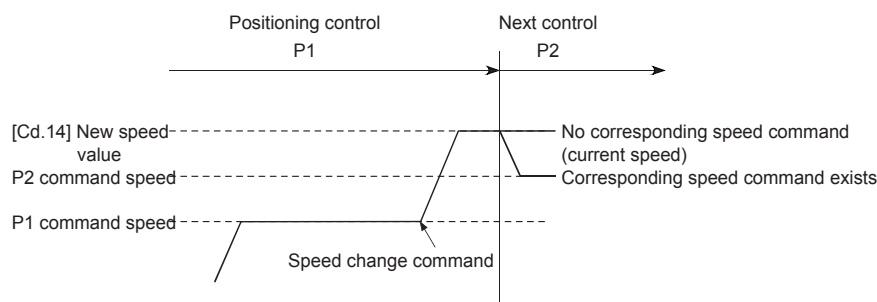 Positioning control
Next control
P1
P2
[Cd.14] New speed
value
P2 command speed
P1 command speed
No corresponding speed command
(current speed)
Corresponding speed command exists
Speed change command